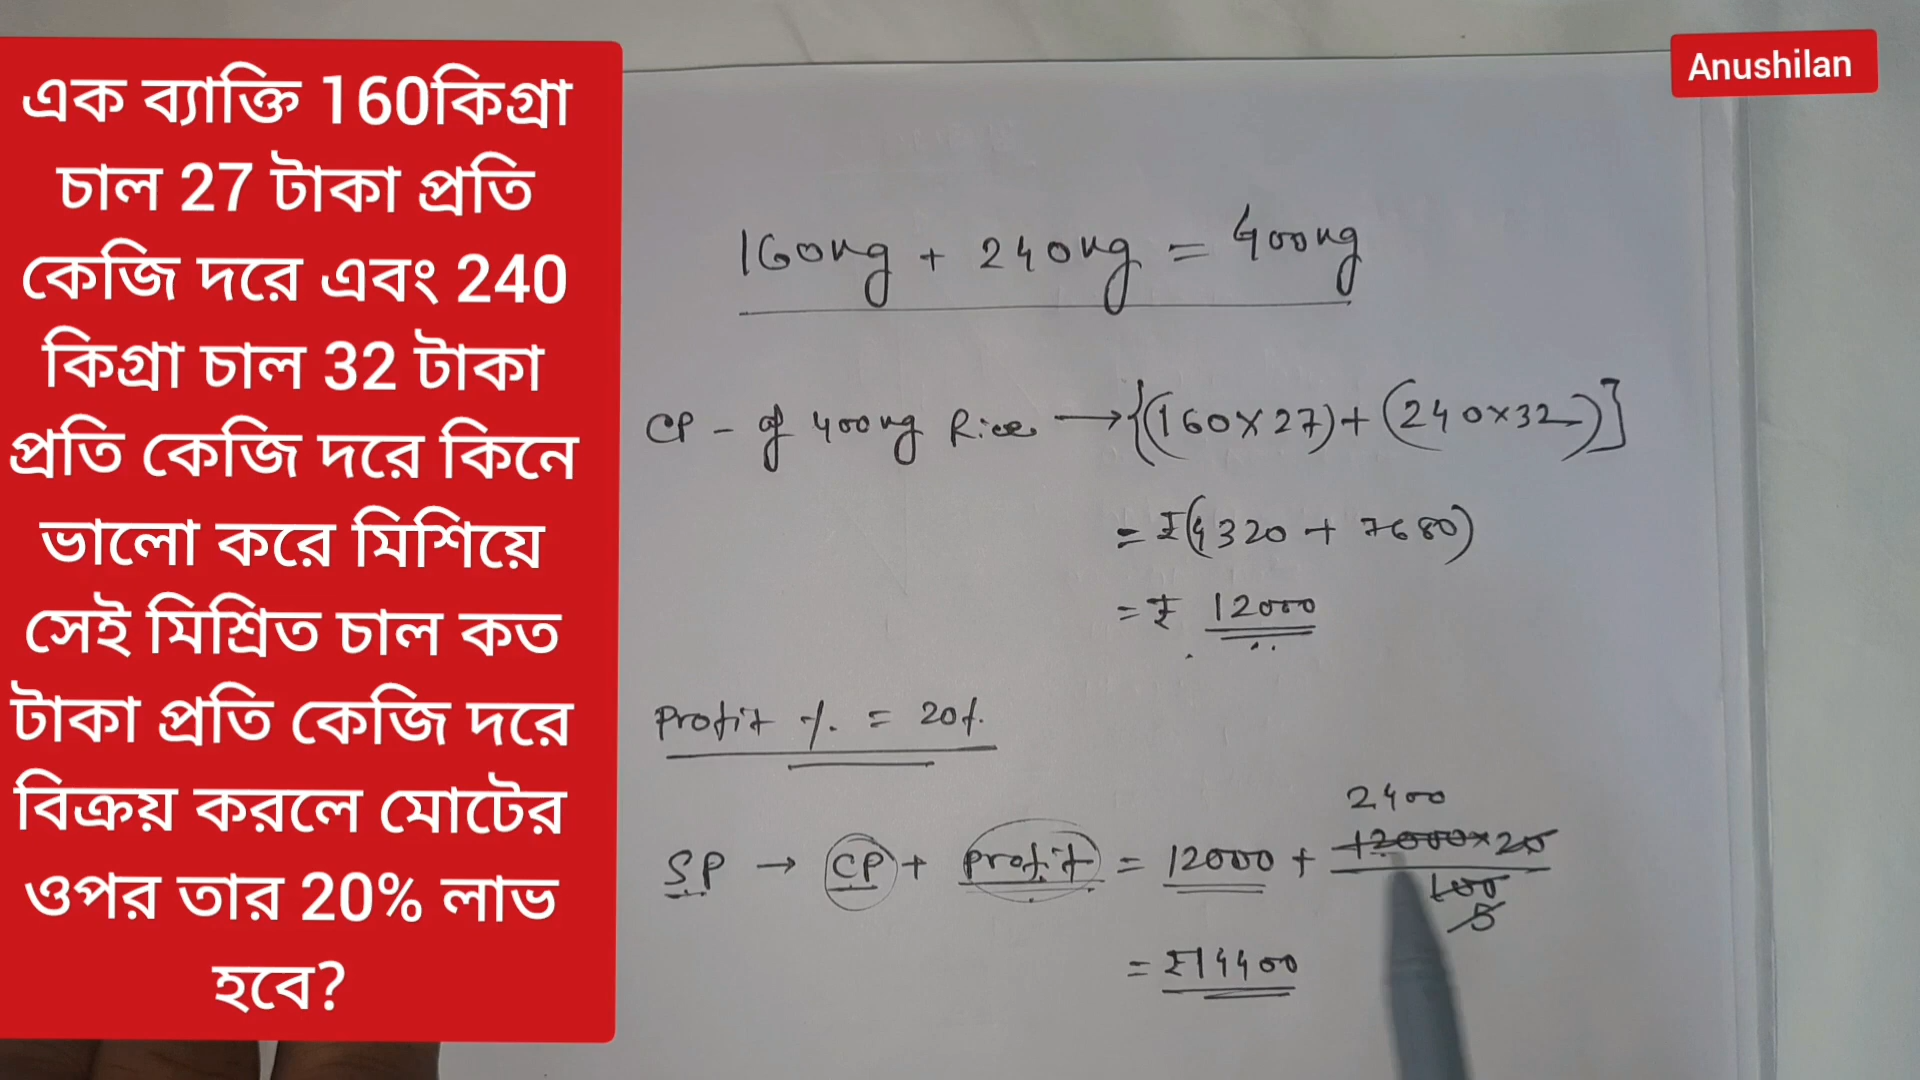 এক ব্যাক্তি 160কিগ্রা
চাল 27 টাকা প্রতি
কেজি দরে এবং 240
কিগ্রা চাল 32 টাকা
প্রতি কেজি দরে কিনে
ভালো করে মিশিয়ে
সেই মিশ্রিত চাল কত
টাকা প্রতি কেজি দরে
বিক্রয় করলে মোটের
ওপর তার 20% লাভ
হবে?
Anushilan
160kg + 240kg = 400kg
CP - of 400kg Rice → {(160×27)+(240×32)]
= ₹(4320 + 7680)
= ₹ 12000
Profit %. = 20%.
2400
SP → CP + Profit = 12000 + 12000×20
100
5
= ₹14400